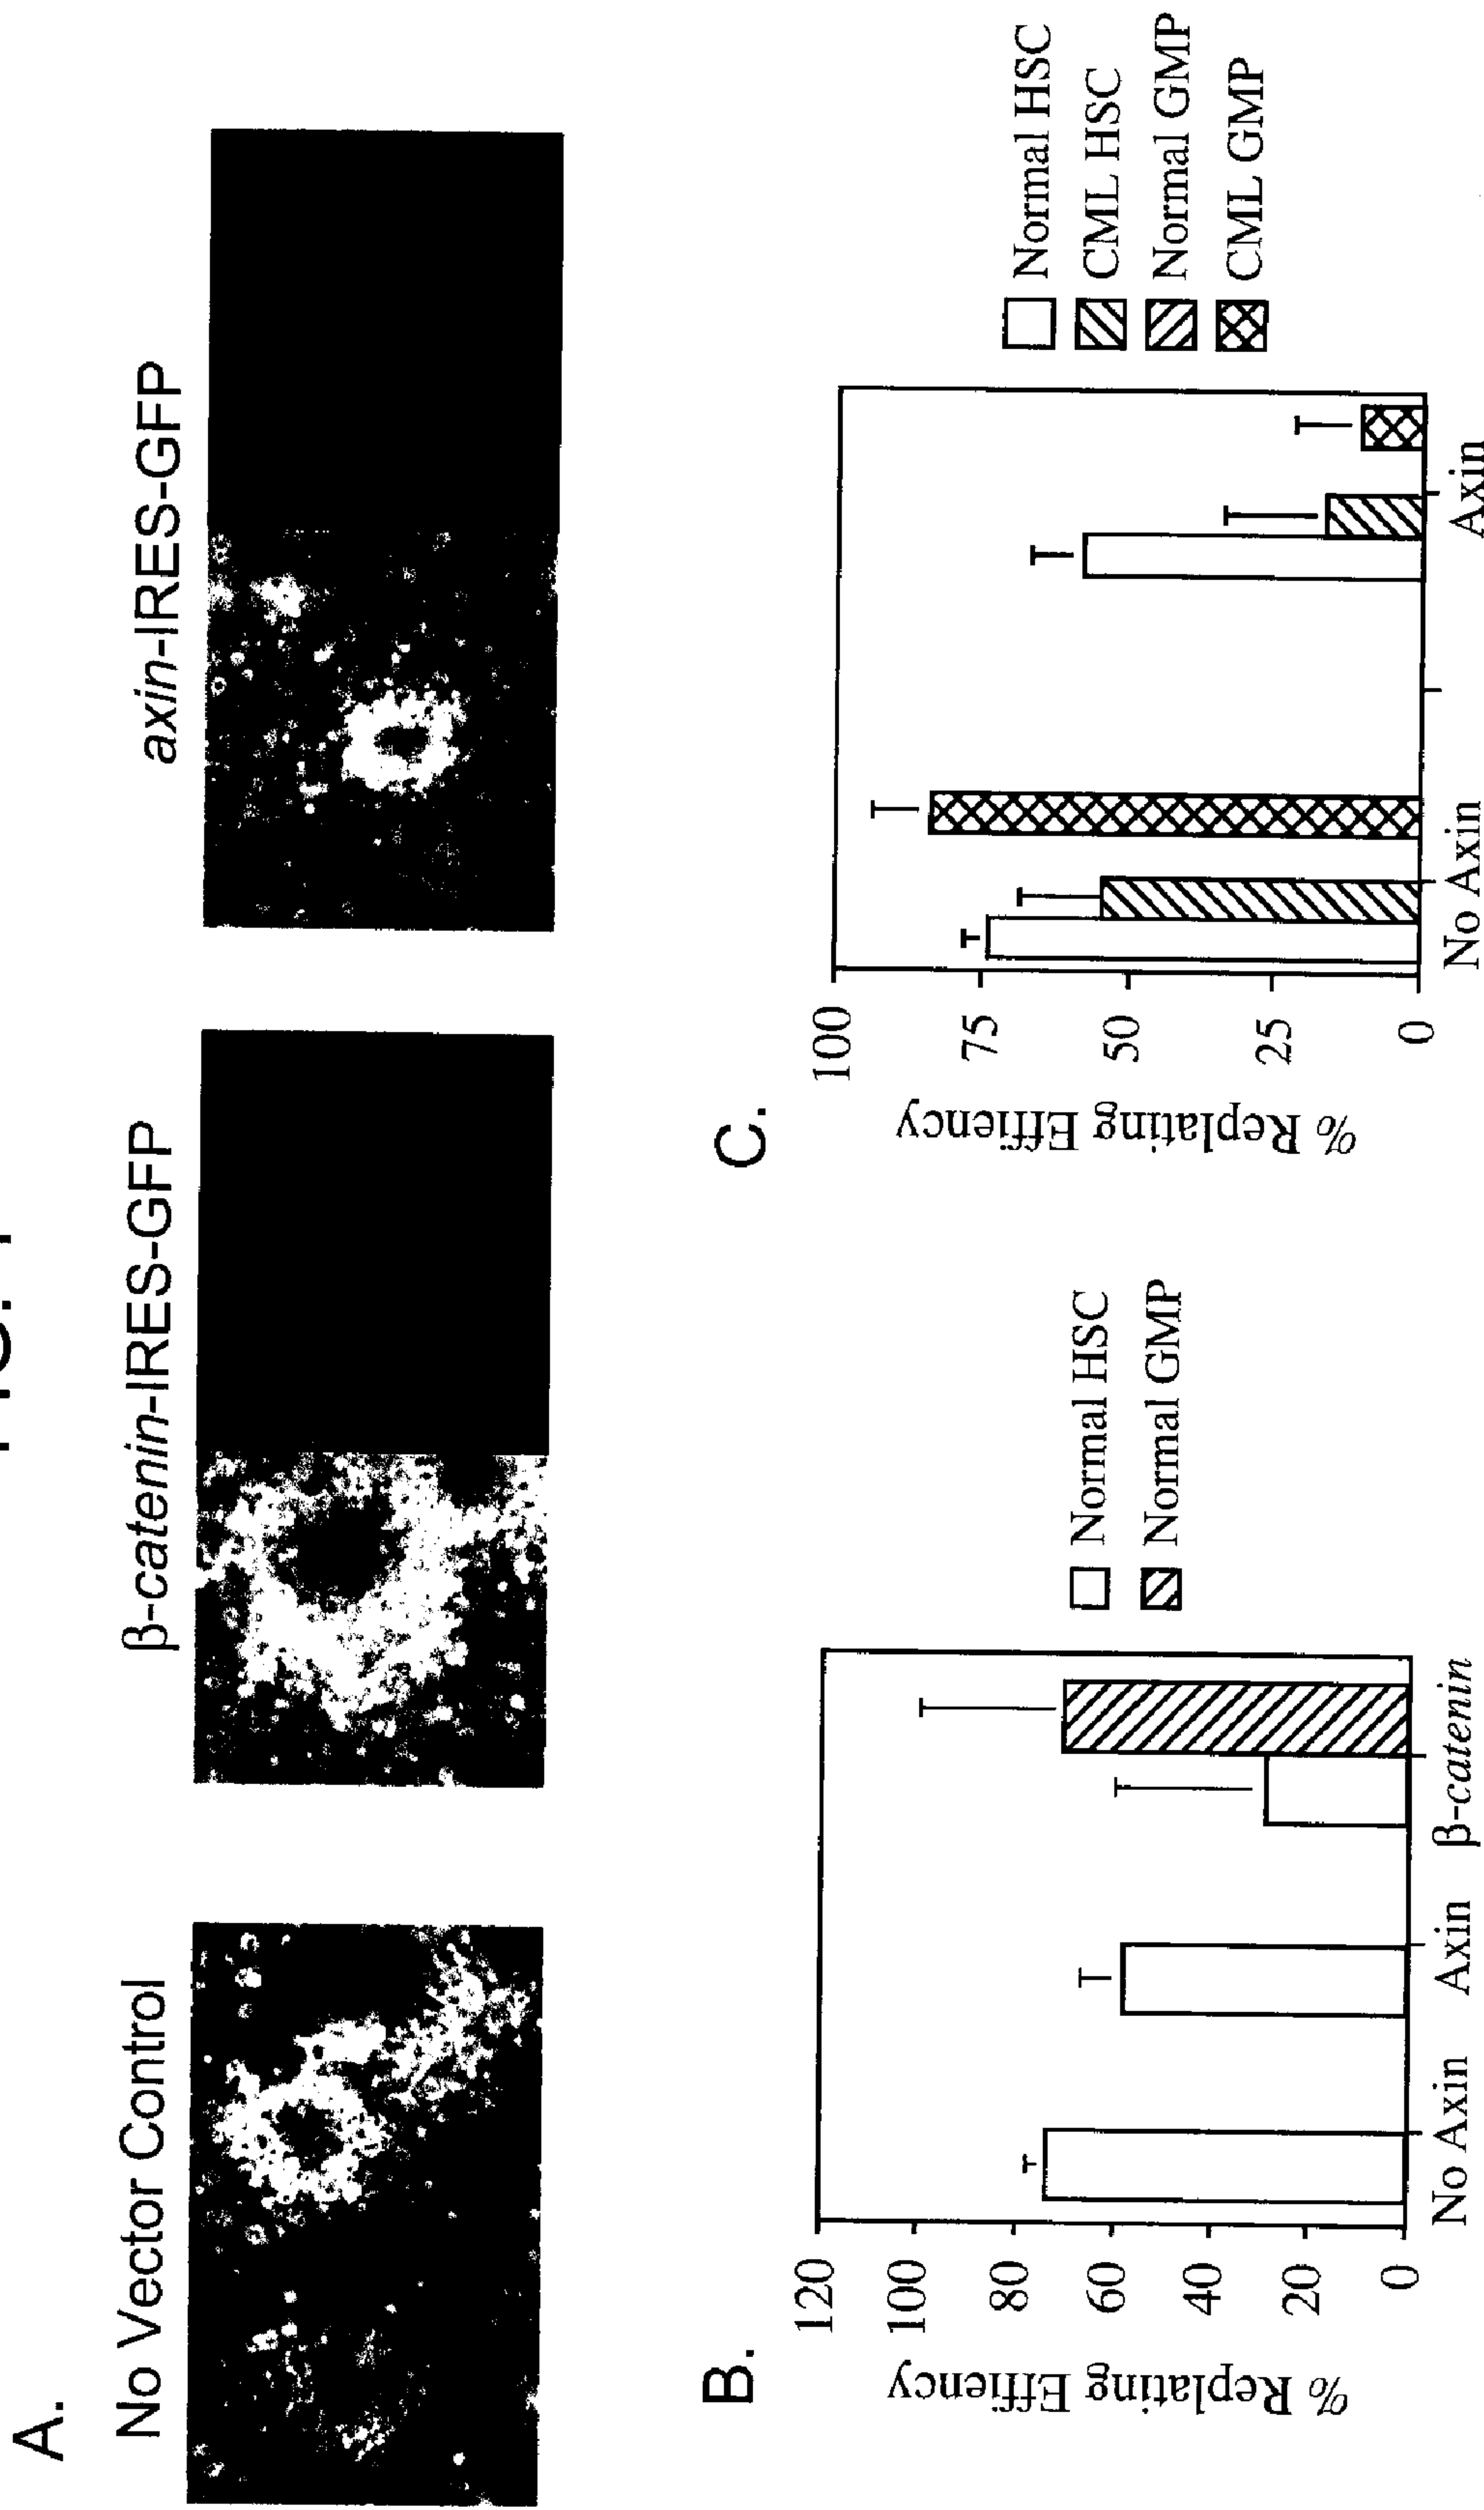 A.
No Vector Control
β-catenin-IRES-GFP
axin-IRES-GFP
B.
% Replating Effiency
120
100
80
60
40
20
0
No Axin
Axin
β-catenin
Normal HSC
Normal GMP
C.
% Replating Effiency
100
75
50
25
0
No Axin
Axin
Normal HSC
CML HSC
Normal GMP
CML GMP